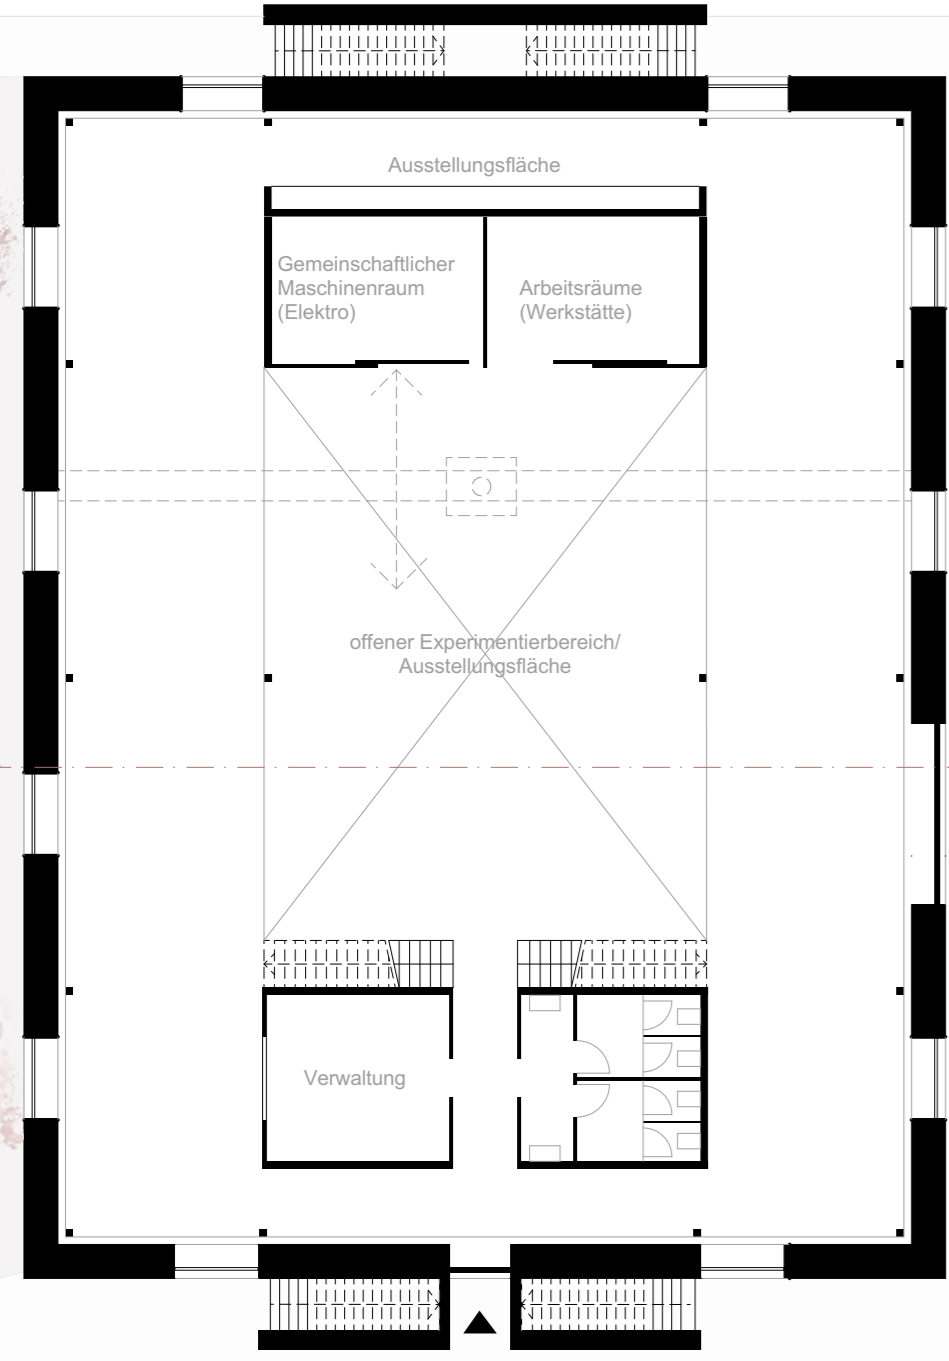 Ausstellungsfläche
Gemeinschaftlicher
Maschinenraum
(Elektro)
Arbeitsräume
(Werkstätte)
offener Experimentierbereich/
Ausstellungsfläche
Verwaltung